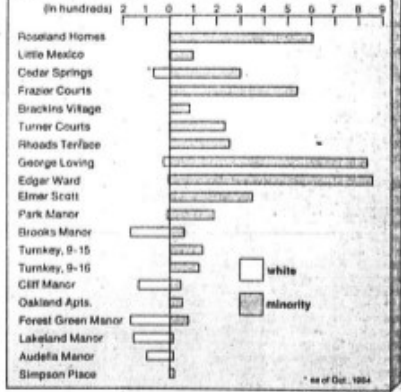 (in hundreds) 2 1 0 1 2 3 4 5 6 7 8 9
Roseland Homes
Little Mexico
Cedar Springs
Frazier Courts
Brackins Village
Turner Courts
Rhoads Terrace
George Loving
Edgar Ward
Elmer Scott
Park Manor
Brooks Manor
Turnkey, 9-15
Turnkey, 9-16
white
Cliff Manor
Oakland Apts.
minority
Forest Green Manor
Lakeland Manor
Audelia Manor
Simpson Place
* as of Oct., 1984